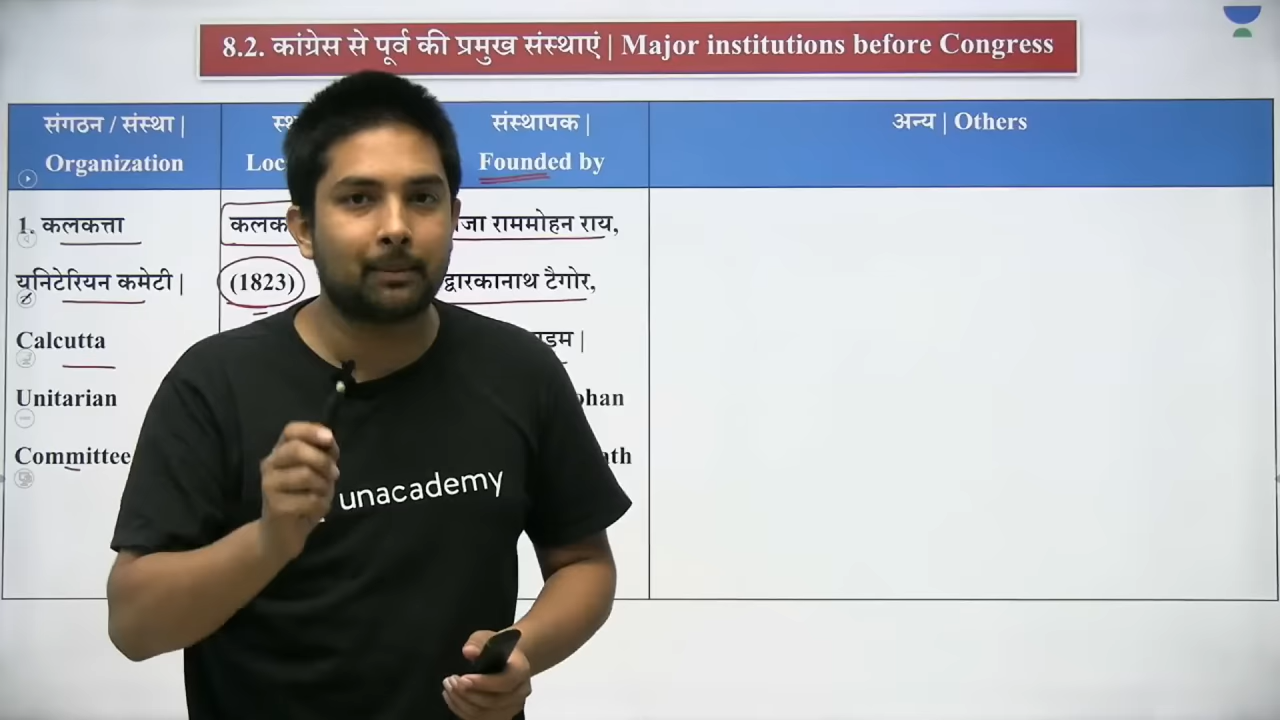 8.2. कांग्रेस से पूर्व की प्रमुख संस्थाएं | Major institutions before Congress
संगठन / संस्था |
Organization
संस्थापक |
Founded by
अन्य | Others
1. कलकत्ता
यूनिटेरियन कमेटी |
Calcutta
Unitarian
Committee
(1823)
राममोहन राय,
द्वारकानाथ टैगोर,
unacademy